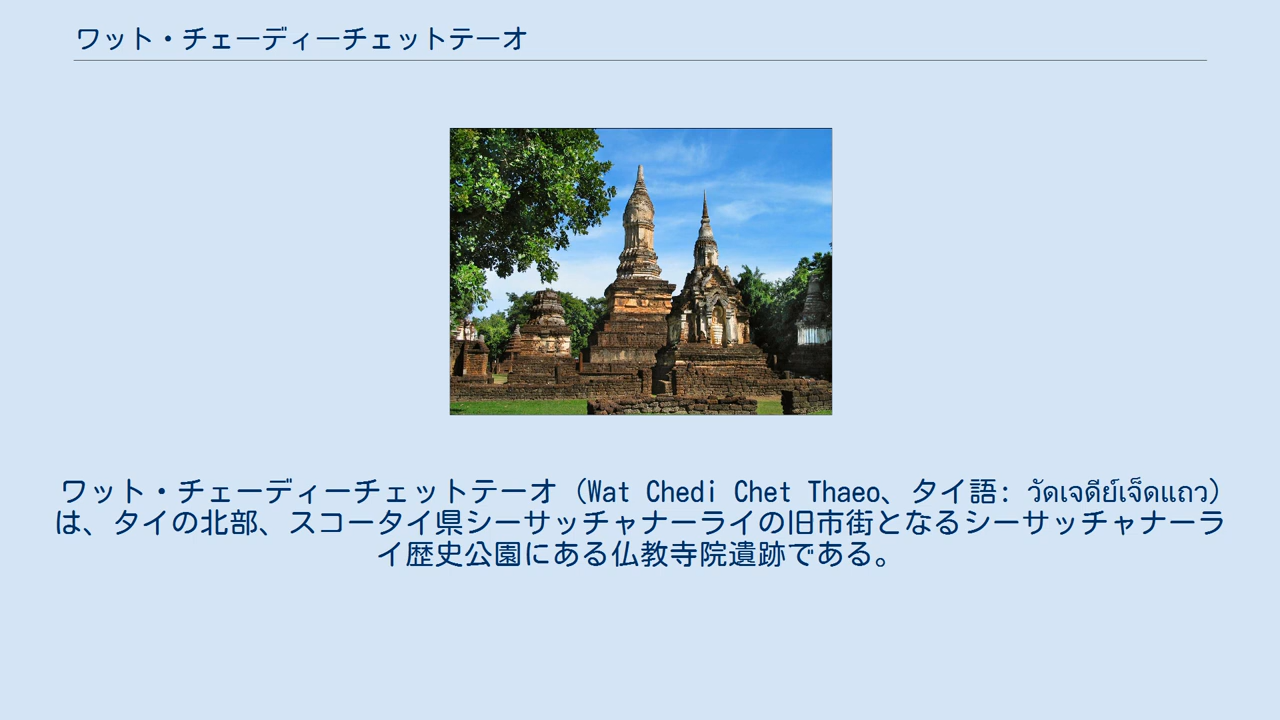 ワット・チェーディーチェットテーオ
ワット・チェーディーチェットテーオ（Wat Chedi Chet Thaeo、タイ語: วัดเจดีย์เจ็ดแถว）
は、タイの北部、スコータイ県シーサッチャナーライの旧市街となるシーサッチャナーラ
イ歴史公園にある仏教寺院遺跡である。